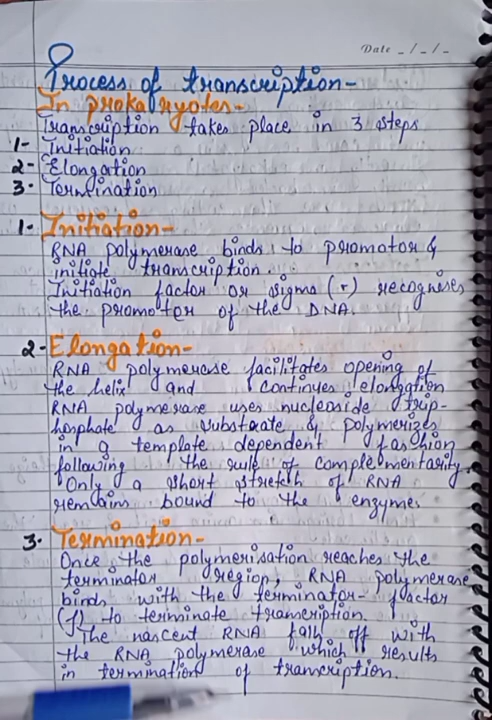 Date _/_/_
Process of transcription-
In prokaryotes-
Transcription takes place in 3 steps
1- Initiation
2- Elongation
3- Termination
1- Initiation-
RNA polymerase binds to promotor &
initiate transcription.
Initiation factor or sigma (r) recognises
the promotor of the DNA.
2- Elongation-
RNA polymerase facilitates opening of
the helix and continues elongation
RNA polymerase uses nucleoside trip-
hosphate as substrate & polymerizes
in a template dependent fashion
following the rule of complementarity.
Only a short stretch of RNA
remains bound to the enzyme.
3. Termination-
Once the polymerisation reaches the
terminator region, RNA polymerase
binds with the terminator- factor
(f) to terminate transcription.
The nascent RNA falls off with
the RNA polymerase which results
in termination of trancription.